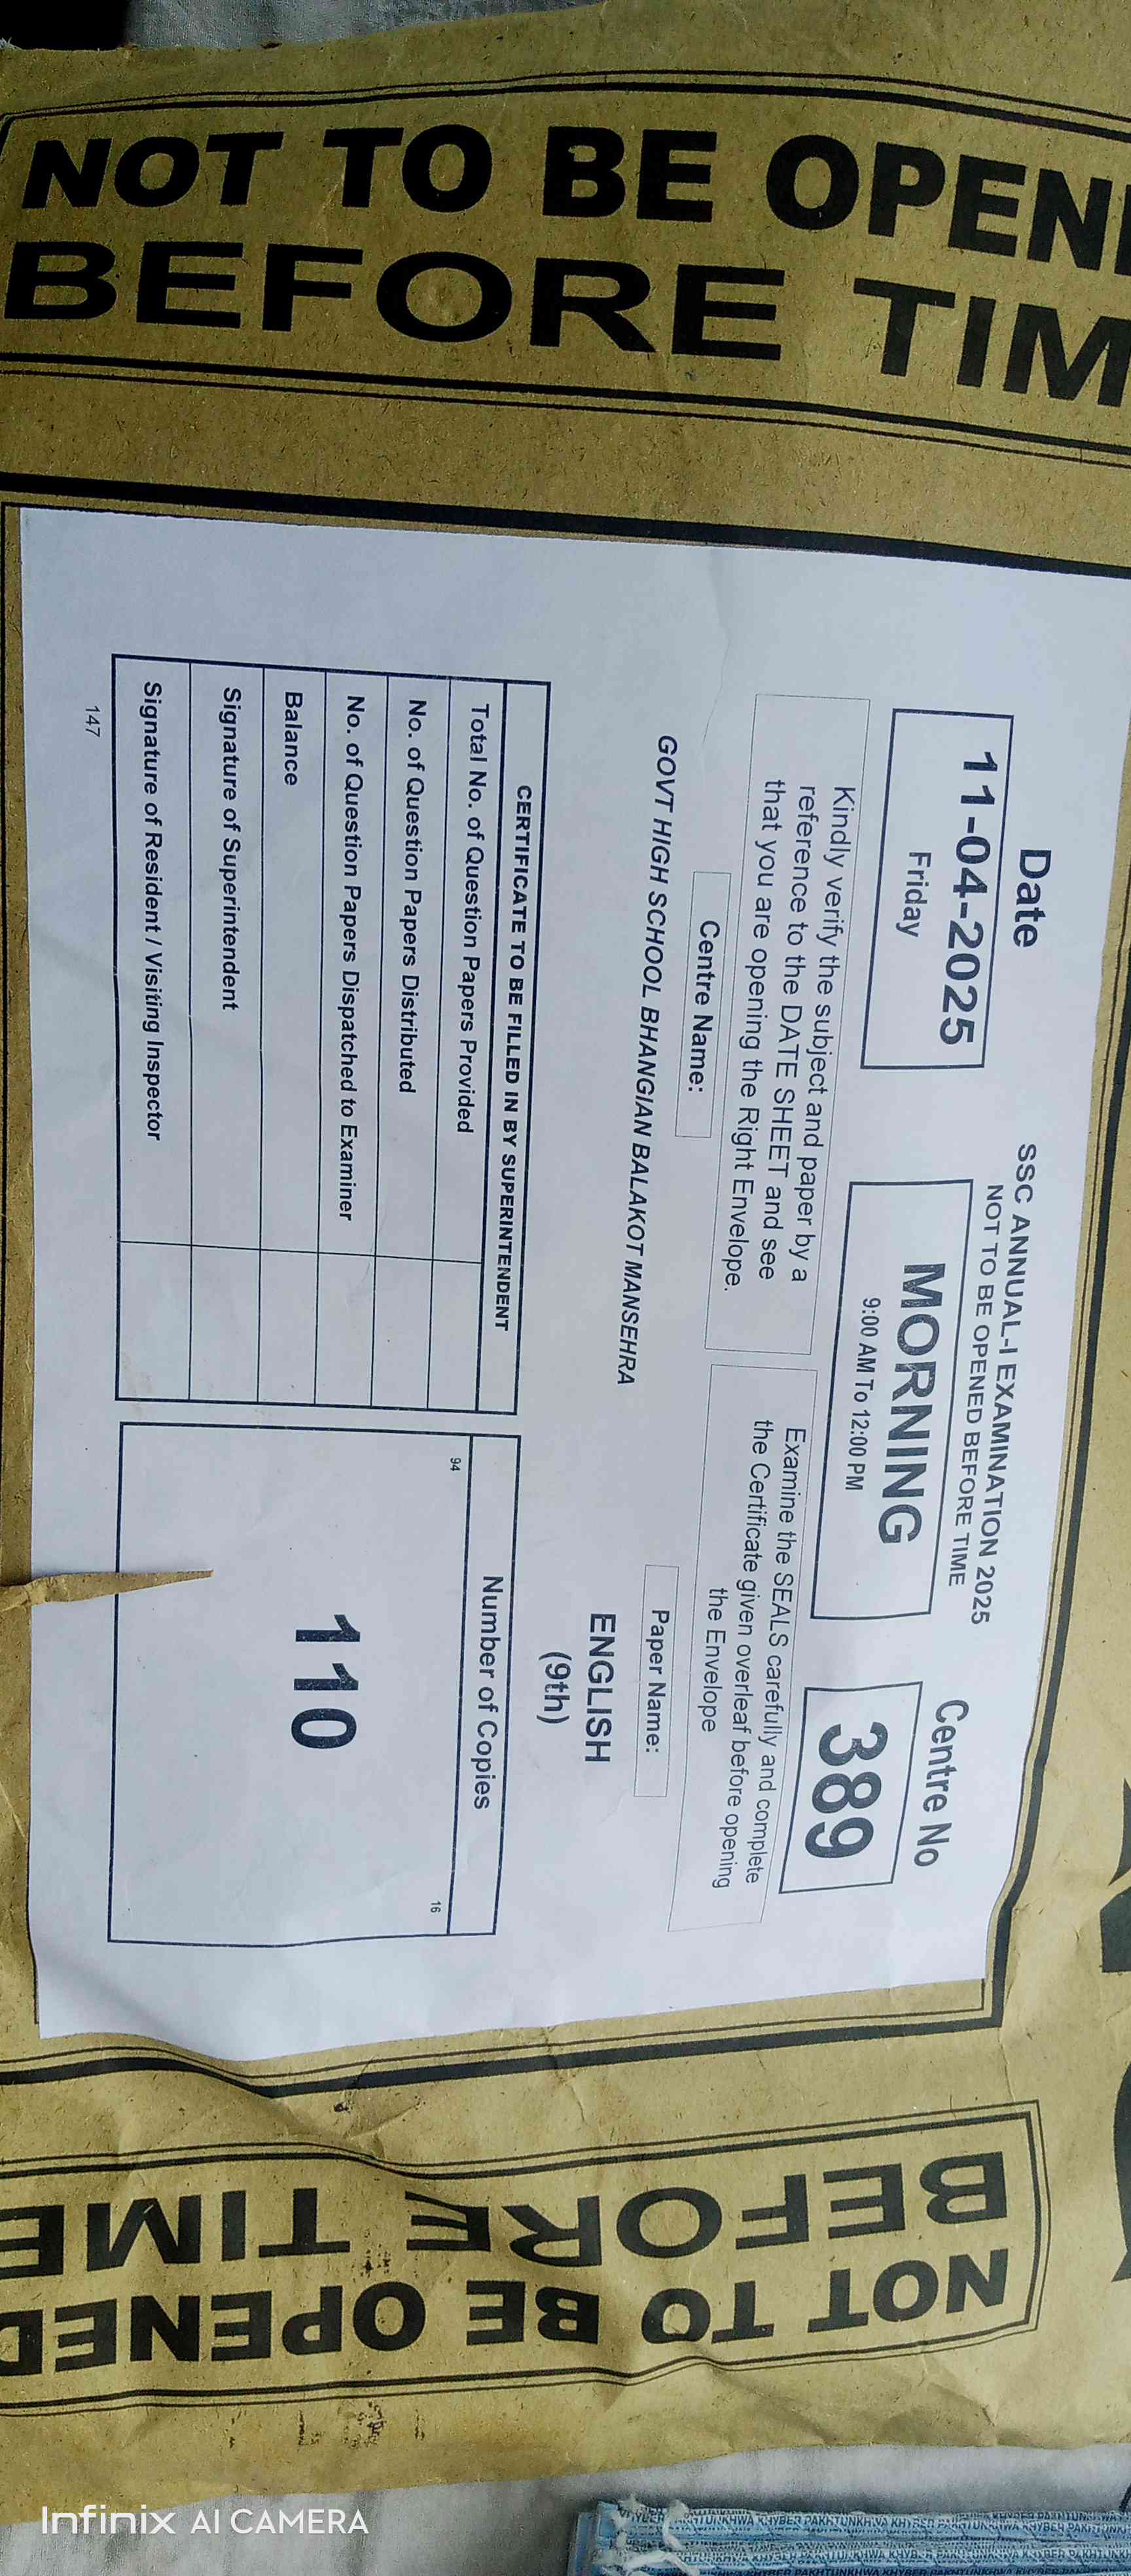 NOT TO BE OPEN
BEFORE TIM
SSC ANNUAL-I EXAMINATION 2025
NOT TO BE OPENED BEFORE TIME
Date
11-04-2025
Friday
MORNING
9:00 AM To 12:00 PM
Centre No
389
Kindly verify the subject and paper by a
reference to the DATE SHEET and see
that you are opening the Right Envelope.
Examine the SEALS carefully and complete
the Certificate given overleaf before opening
the Envelope
Centre Name:
GOVT HIGH SCHOOL BHANGIAN BALAKOT MANSEHRA
Paper Name:
ENGLISH
(9th)
CERTIFICATE TO BE FILLED IN BY SUPERINTENDENT
Total No. of Question Papers Provided
No. of Question Papers Distributed
No. of Question Papers Dispatched to Examiner
Balance
Signature of Superintendent
Signature of Resident / Visiting Inspector
147
Number of Copies
94
16
110
NOT TO BE OPENED
BEFORE TIME
KHYBER PAKHTUNKHWA
Infinix AI CAMERA